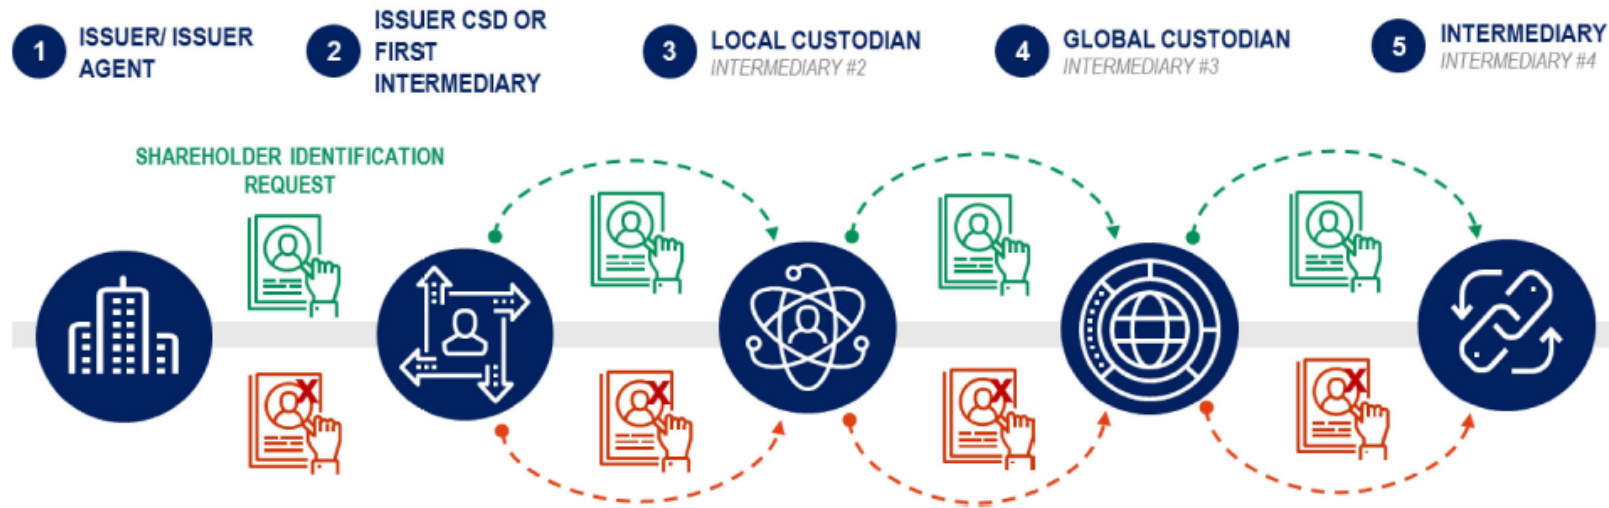 1
ISSUER/ ISSUER
AGENT
2
ISSUER CSD OR
FIRST
INTERMEDIARY
3
LOCAL CUSTODIAN
INTERMEDIARY #2
4
GLOBAL CUSTODIAN
INTERMEDIARY #3
5
INTERMEDIARY
INTERMEDIARY #4
SHAREHOLDER IDENTIFICATION
REQUEST
X
X
X
X